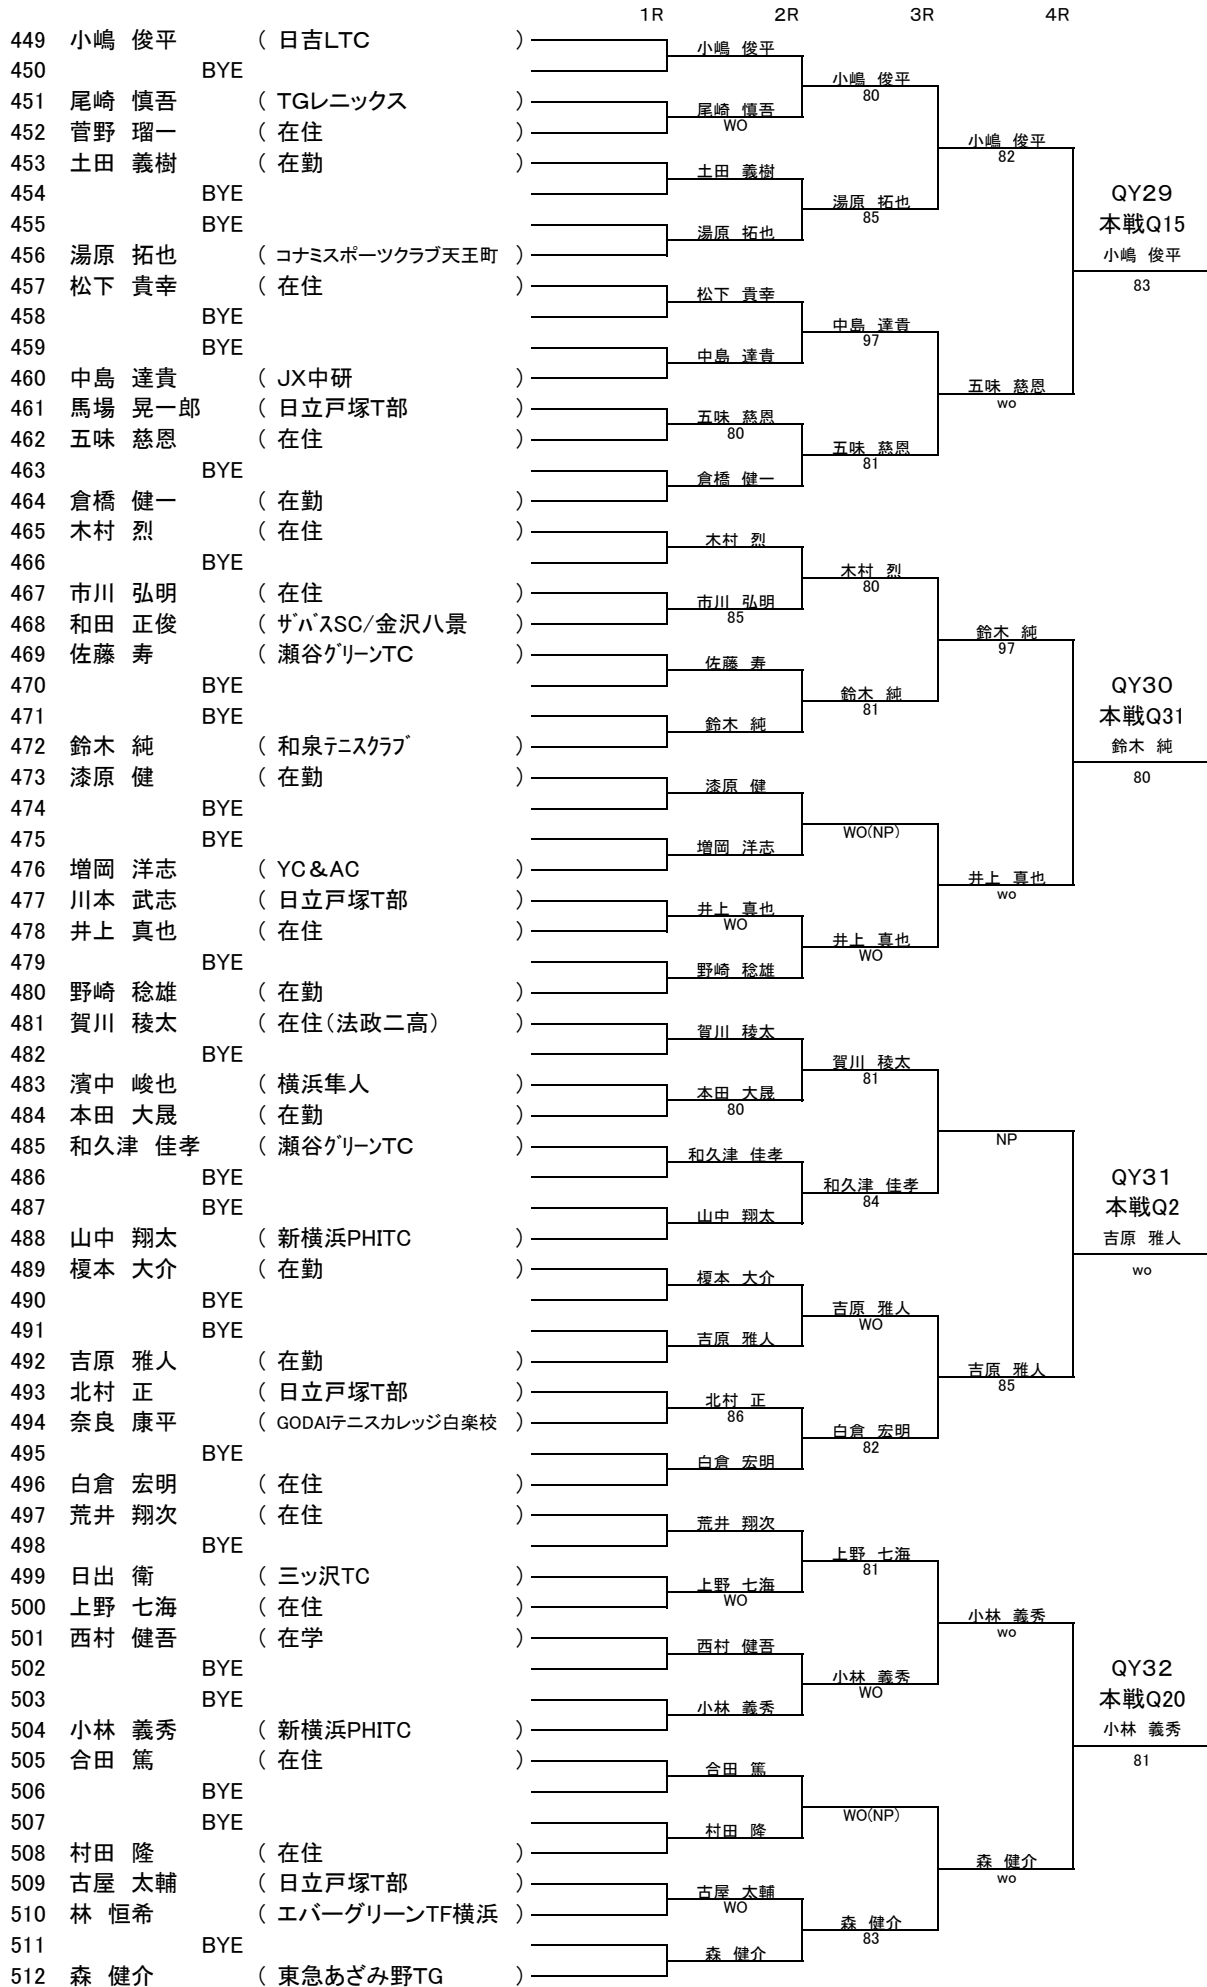 1R 2R 3R 4R
449 小嶋 俊平 ( 日吉LTC )
450 BYE
451 尾崎 慎吾 ( TGレニックス )
452 菅野 瑠一 ( 在住 )
453 土田 義樹 ( 在勤 )
454 BYE
455 BYE
456 湯原 拓也 ( コナミスポーツクラブ天王町 )
457 松下 貴幸 ( 在住 )
458 BYE
459 BYE
460 中島 達貴 ( JX中研 )
461 馬場 晃一郎 ( 日立戸塚T部 )
462 五味 慈恩 ( 在住 )
463 BYE
464 倉橋 健一 ( 在勤 )
465 木村 烈 ( 在住 )
466 BYE
467 市川 弘明 ( 在住 )
468 和田 正俊 ( ｻﾞﾊﾞｽSC/金沢八景 )
469 佐藤 寿 ( 瀬谷ｸﾞﾘｰﾝTC )
470 BYE
471 BYE
472 鈴木 純 ( 和泉ﾃﾆｽｸﾗﾌﾞ )
473 漆原 健 ( 在勤 )
474 BYE
475 BYE
476 増岡 洋志 ( YC＆AC )
477 川本 武志 ( 日立戸塚T部 )
478 井上 真也 ( 在住 )
479 BYE
480 野崎 稔雄 ( 在勤 )
481 賀川 稜太 ( 在住（法政二高） )
482 BYE
483 濱中 峻也 ( 横浜隼人 )
484 本田 大晟 ( 在勤 )
485 和久津 佳孝 ( 瀬谷ｸﾞﾘｰﾝTC )
486 BYE
487 BYE
488 山中 翔太 ( 新横浜PHITC )
489 榎本 大介 ( 在勤 )
490 BYE
491 BYE
492 吉原 雅人 ( 在勤 )
493 北村 正 ( 日立戸塚T部 )
494 奈良 康平 ( GODAIテニスカレッジ白楽校 )
495 BYE
496 白倉 宏明 ( 在住 )
497 荒井 翔次 ( 在住 )
498 BYE
499 日出 衛 ( 三ッ沢TC )
500 上野 七海 ( 在住 )
501 西村 健吾 ( 在学 )
502 BYE
503 BYE
504 小林 義秀 ( 新横浜PHITC )
505 合田 篤 ( 在住 )
506 BYE
507 BYE
508 村田 隆 ( 在住 )
509 古屋 太輔 ( 日立戸塚T部 )
510 林 恒希 ( エバーグリーンTF横浜 )
511 BYE
512 森 健介 ( 東急あざみ野TG )
小嶋 俊平
尾崎 慎吾
WO
土田 義樹
湯原 拓也
松下 貴幸
中島 達貴
五味 慈恩
80
倉橋 健一
木村 烈
市川 弘明
85
佐藤 寿
鈴木 純
漆原 健
増岡 洋志
井上 真也
WO
野崎 稔雄
賀川 稜太
本田 大晟
80
和久津 佳孝
山中 翔太
榎本 大介
吉原 雅人
北村 正
86
白倉 宏明
荒井 翔次
上野 七海
WO
西村 健吾
小林 義秀
合田 篤
村田 隆
古屋 太輔
WO
森 健介
小嶋 俊平
80
湯原 拓也
85
中島 達貴
97
五味 慈恩
81
木村 烈
80
鈴木 純
81
WO(NP)
井上 真也
WO
賀川 稜太
81
和久津 佳孝
84
吉原 雅人
WO
白倉 宏明
82
上野 七海
81
小林 義秀
WO
WO(NP)
森 健介
83
小嶋 俊平
82
五味 慈恩
wo
鈴木 純
97
井上 真也
wo
NP
吉原 雅人
85
小林 義秀
wo
森 健介
wo
QY29
本戦Q15
小嶋 俊平
83
QY30
本戦Q31
鈴木 純
80
QY31
本戦Q2
吉原 雅人
wo
QY32
本戦Q20
小林 義秀
81